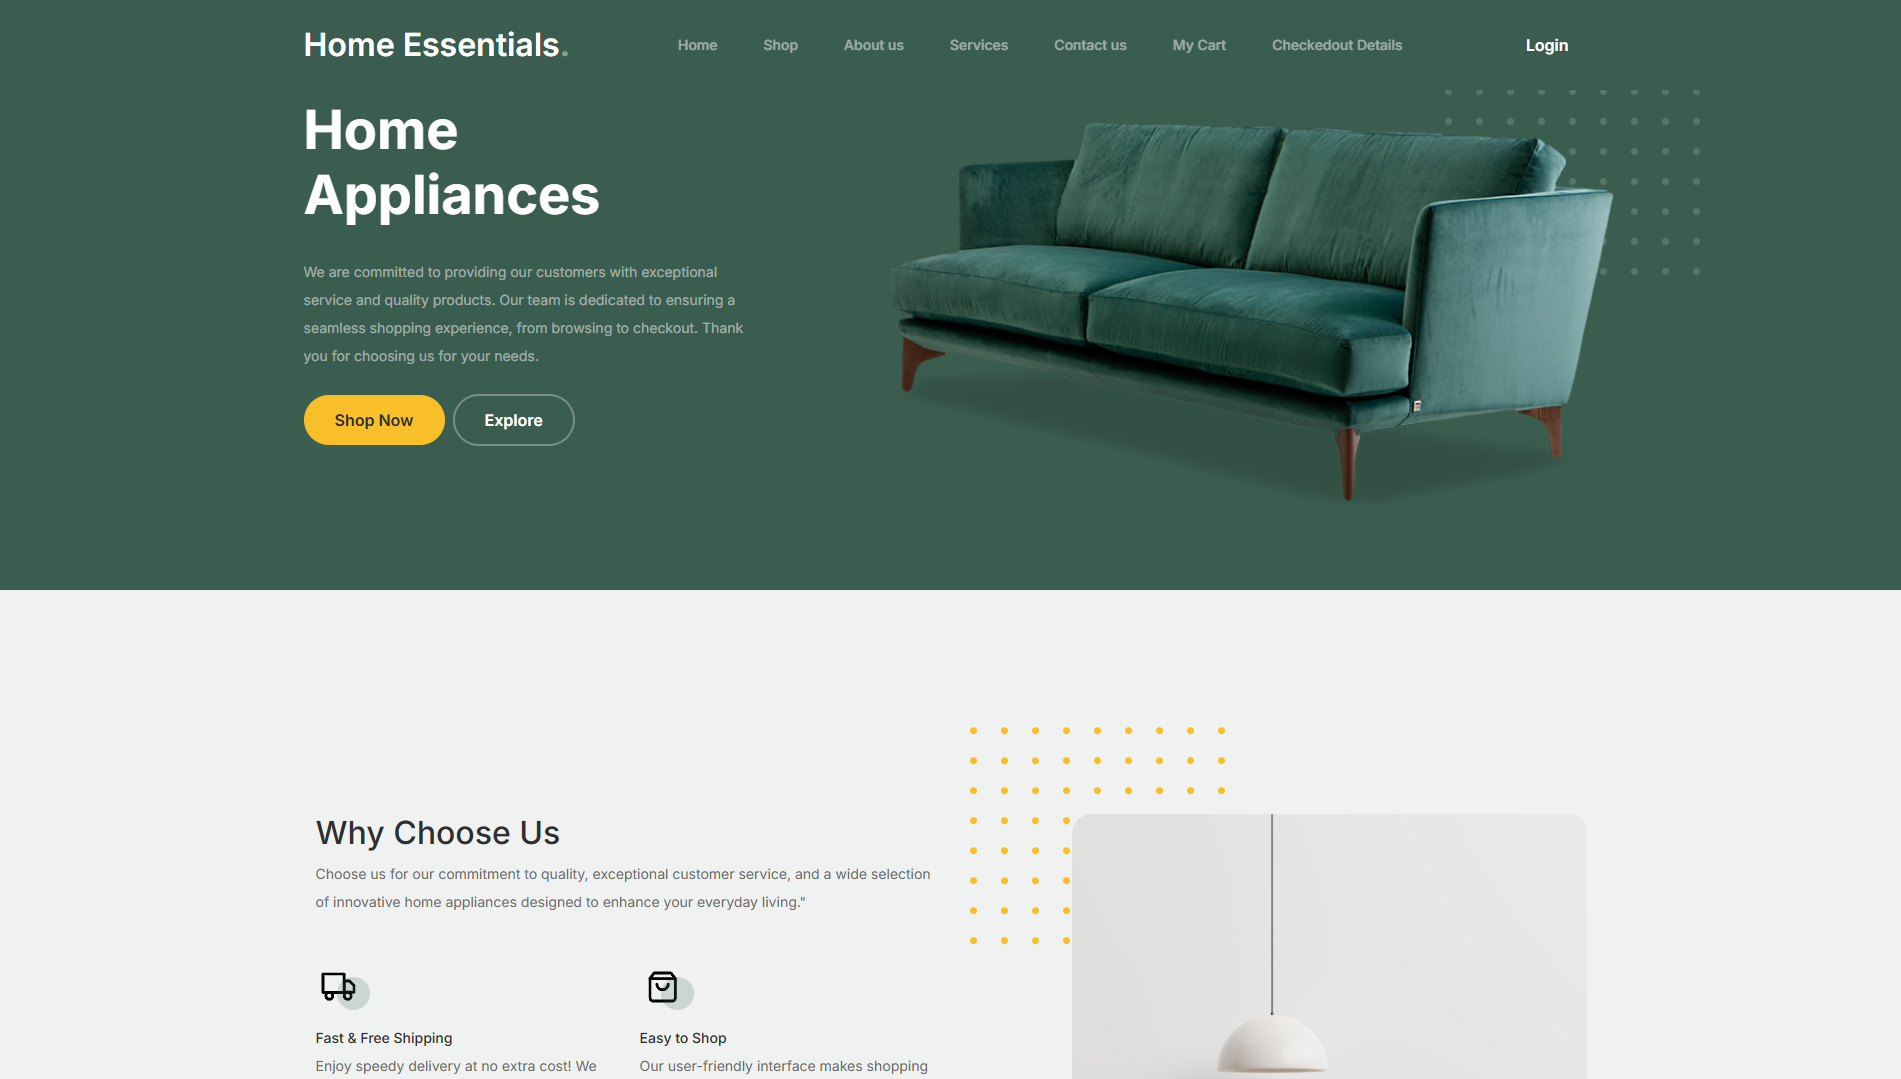 Home Essentials.
Home
Shop
About us
Services
Contact us
My Cart
Checkedout Details
Login
Home
Appliances
We are committed to providing our customers with exceptional
service and quality products. Our team is dedicated to ensuring a
seamless shopping experience, from browsing to checkout. Thank
you for choosing us for your needs.
Shop Now
Explore
Why Choose Us
Choose us for our commitment to quality, exceptional customer service, and a wide selection
of innovative home appliances designed to enhance your everyday living."
Fast & Free Shipping
Enjoy speedy delivery at no extra cost! We
Easy to Shop
Our user-friendly interface makes shopping